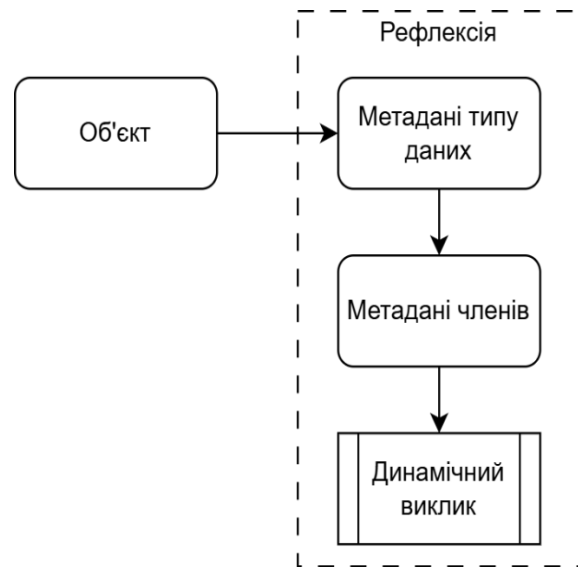 Рефлексія
Об'єкт
Метадані типу
даних
Метадані членів
Динамічний
виклик